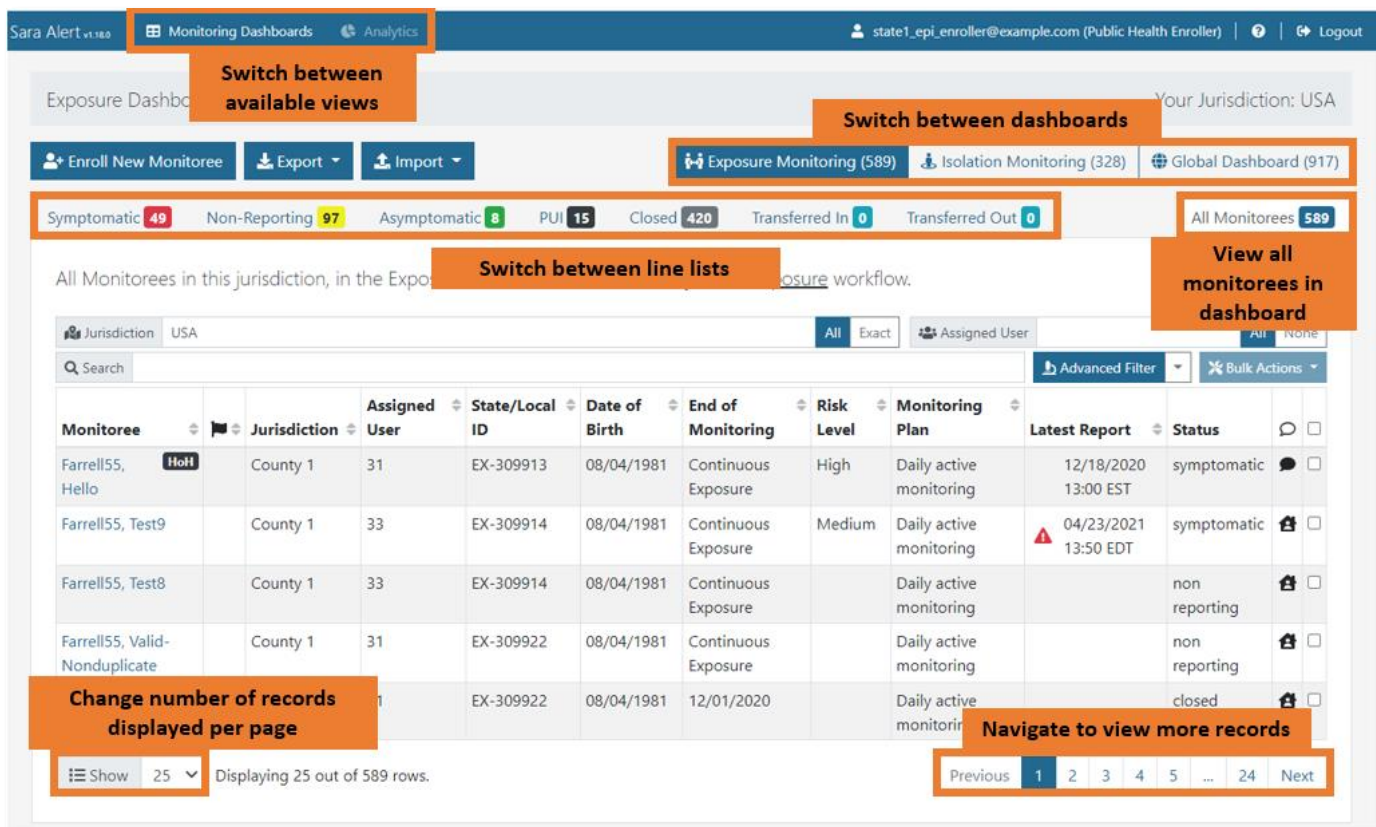 Sara Alert v1.18.0 Monitoring Dashboards Analytics state1_epi_enroller@example.com (Public Health Enroller) | | Logout
Switch between
available views
Exposure Dashbo Your Jurisdiction: USA
Switch between dashboards
Enroll New Monitoree Export Import Exposure Monitoring (589) Isolation Monitoring (328) Global Dashboard (917)
Symptomatic 49 Non-Reporting 97 Asymptomatic 8 PUI 15 Closed 420 Transferred In 0 Transferred Out 0 All Monitorees 589
Switch between line lists
View all
monitorees in
dashboard
All Monitorees in this jurisdiction, in the Expos osure workflow.
Jurisdiction USA All Exact Assigned User All None
Search Advanced Filter Bulk Actions
Monitoree Jurisdiction Assigned User State/Local ID Date of Birth End of Monitoring Risk Level Monitoring Plan Latest Report Status
Farrell55, HoH County 1 31 EX-309913 08/04/1981 Continuous High Daily active 12/18/2020 symptomatic
Hello Exposure monitoring 13:00 EST
Farrell55, Test9 County 1 33 EX-309914 08/04/1981 Continuous Medium Daily active 04/23/2021 symptomatic
Exposure monitoring 13:50 EDT
Farrell55, Test8 County 1 33 EX-309914 08/04/1981 Continuous Daily active non
Exposure monitoring reporting
Farrell55, Valid- County 1 31 EX-309922 08/04/1981 Continuous Daily active non
Nonduplicate Exposure monitoring reporting
EX-309922 08/04/1981 12/01/2020 Daily active closed
Change number of records
displayed per page
Navigate to view more records
Show 25 Displaying 25 out of 589 rows. Previous 1 2 3 4 5 ... 24 Next